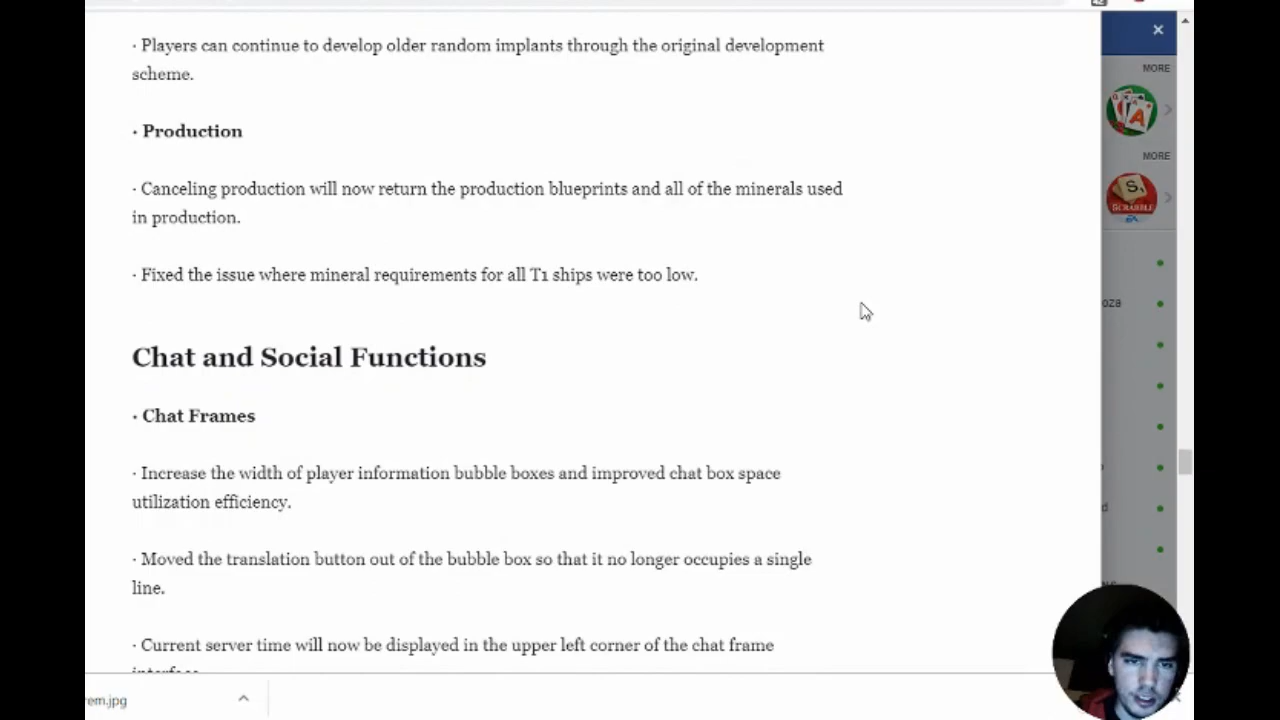 · Players can continue to develop older random implants through the original development
scheme.
MORE
· Production
MORE
· Canceling production will now return the production blueprints and all of the minerals used
in production.
SCRABBLE
EA
· Fixed the issue where mineral requirements for all T1 ships were too low.
oza
Chat and Social Functions
· Chat Frames
· Increase the width of player information bubble boxes and improved chat box space
utilization efficiency.
· Moved the translation button out of the bubble box so that it no longer occupies a single
line.
· Current server time will now be displayed in the upper left corner of the chat frame
interface.
rem.jpg